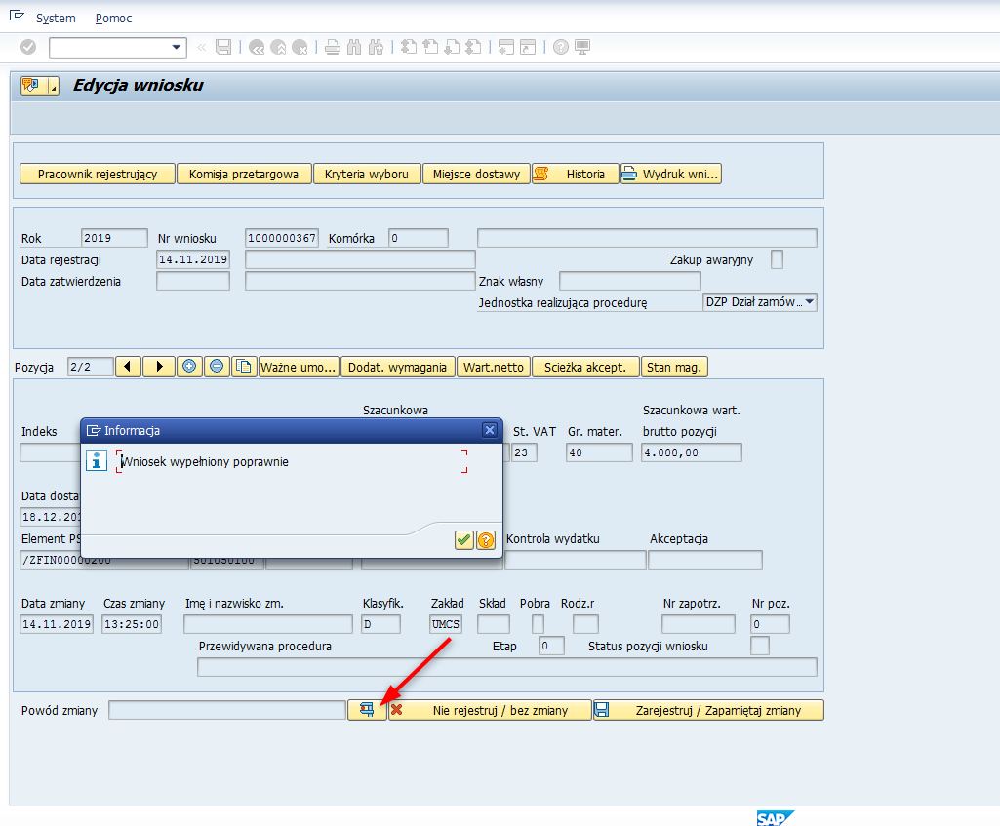 System Pomoc
Edycja wniosku
Pracownik rejestrujący Komisja przetargowa Kryteria wyboru Miejsce dostawy Historia Wydruk wni...
Rok 2019 Nr wniosku 1000000367 Komórka 0
Data rejestracji 14.11.2019 Zakup awaryjny
Data zatwierdzenia Znak własny
Jednostka realizująca procedurę DZP Dział zamów...
Pozycja 2/2 Ważne umo... Dodat. wymagania Wart.netto Scieżka akcept. Stan mag.
Szacunkowa Szacunkowa wart.
Indeks St. VAT Gr. mater. brutto pozycji
23 40 4.000,00
Informacja
Wniosek wypełniony poprawnie
Data dosta
18.12.201
Element PS Kontrola wydatku Akceptacja
/ZFIN00000200 501050100
Data zmiany Czas zmiany Imę i nazwisko zm. Klasyfik. Zakład Skład Pobra Rodz.r Nr zapotrz. Nr poz.
14.11.2019 13:25:00 D UMCS 0
Przewidywana procedura Etap 0 Status pozycji wniosku
Powód zmiany Nie rejestruj / bez zmiany Zarejestruj / Zapamiętaj zmiany
SAP